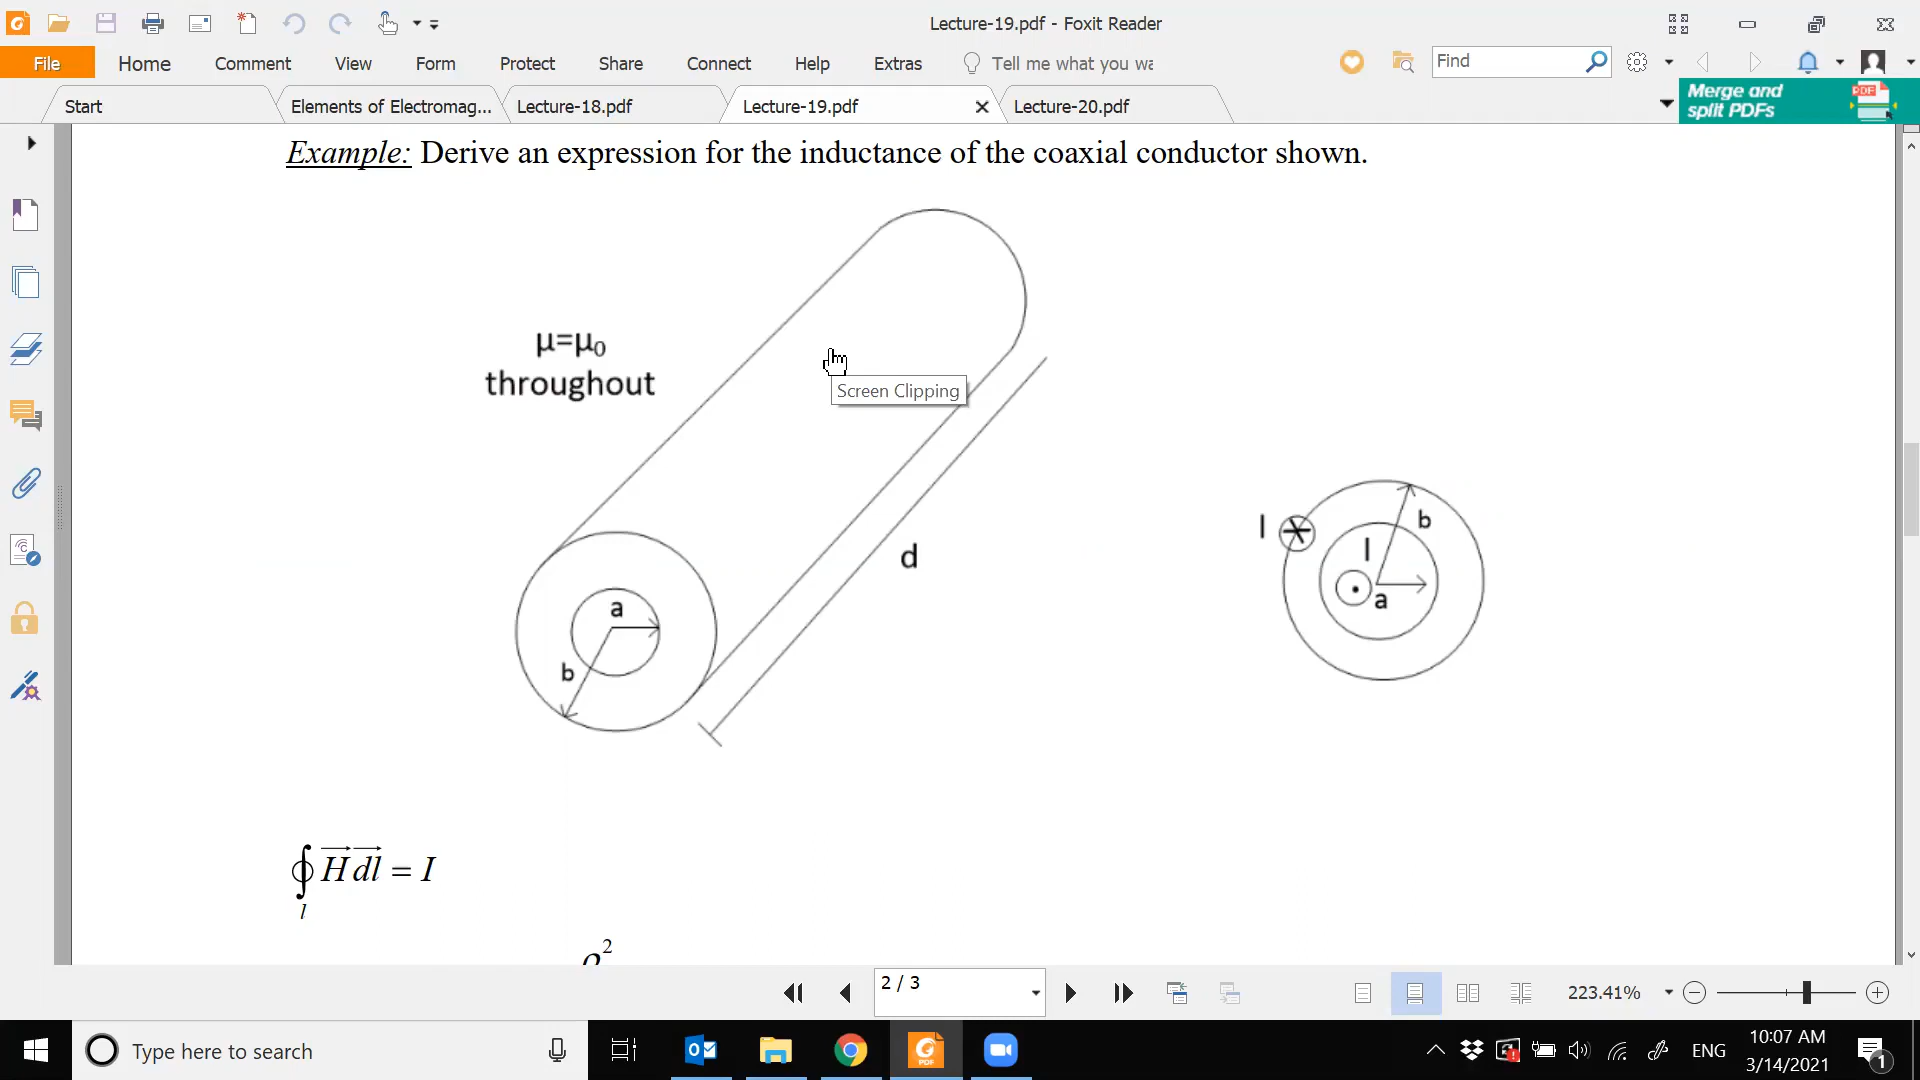 Lecture-19.pdf - Foxit Reader
File Home Comment View Form Protect Share Connect Help Extras Tell me what you wa Find
Start Elements of Electromag... Lecture-18.pdf Lecture-19.pdf Lecture-20.pdf
Merge and
split PDFs
PDF
Example: Derive an expression for the inductance of the coaxial conductor shown.
μ=μ0
throughout
Screen Clipping
d
a
b
I
b
I
a
∮ H dl = I
l
ρ2
2 / 3
223.41%
Type here to search
ENG
10:07 AM
3/14/2021
1